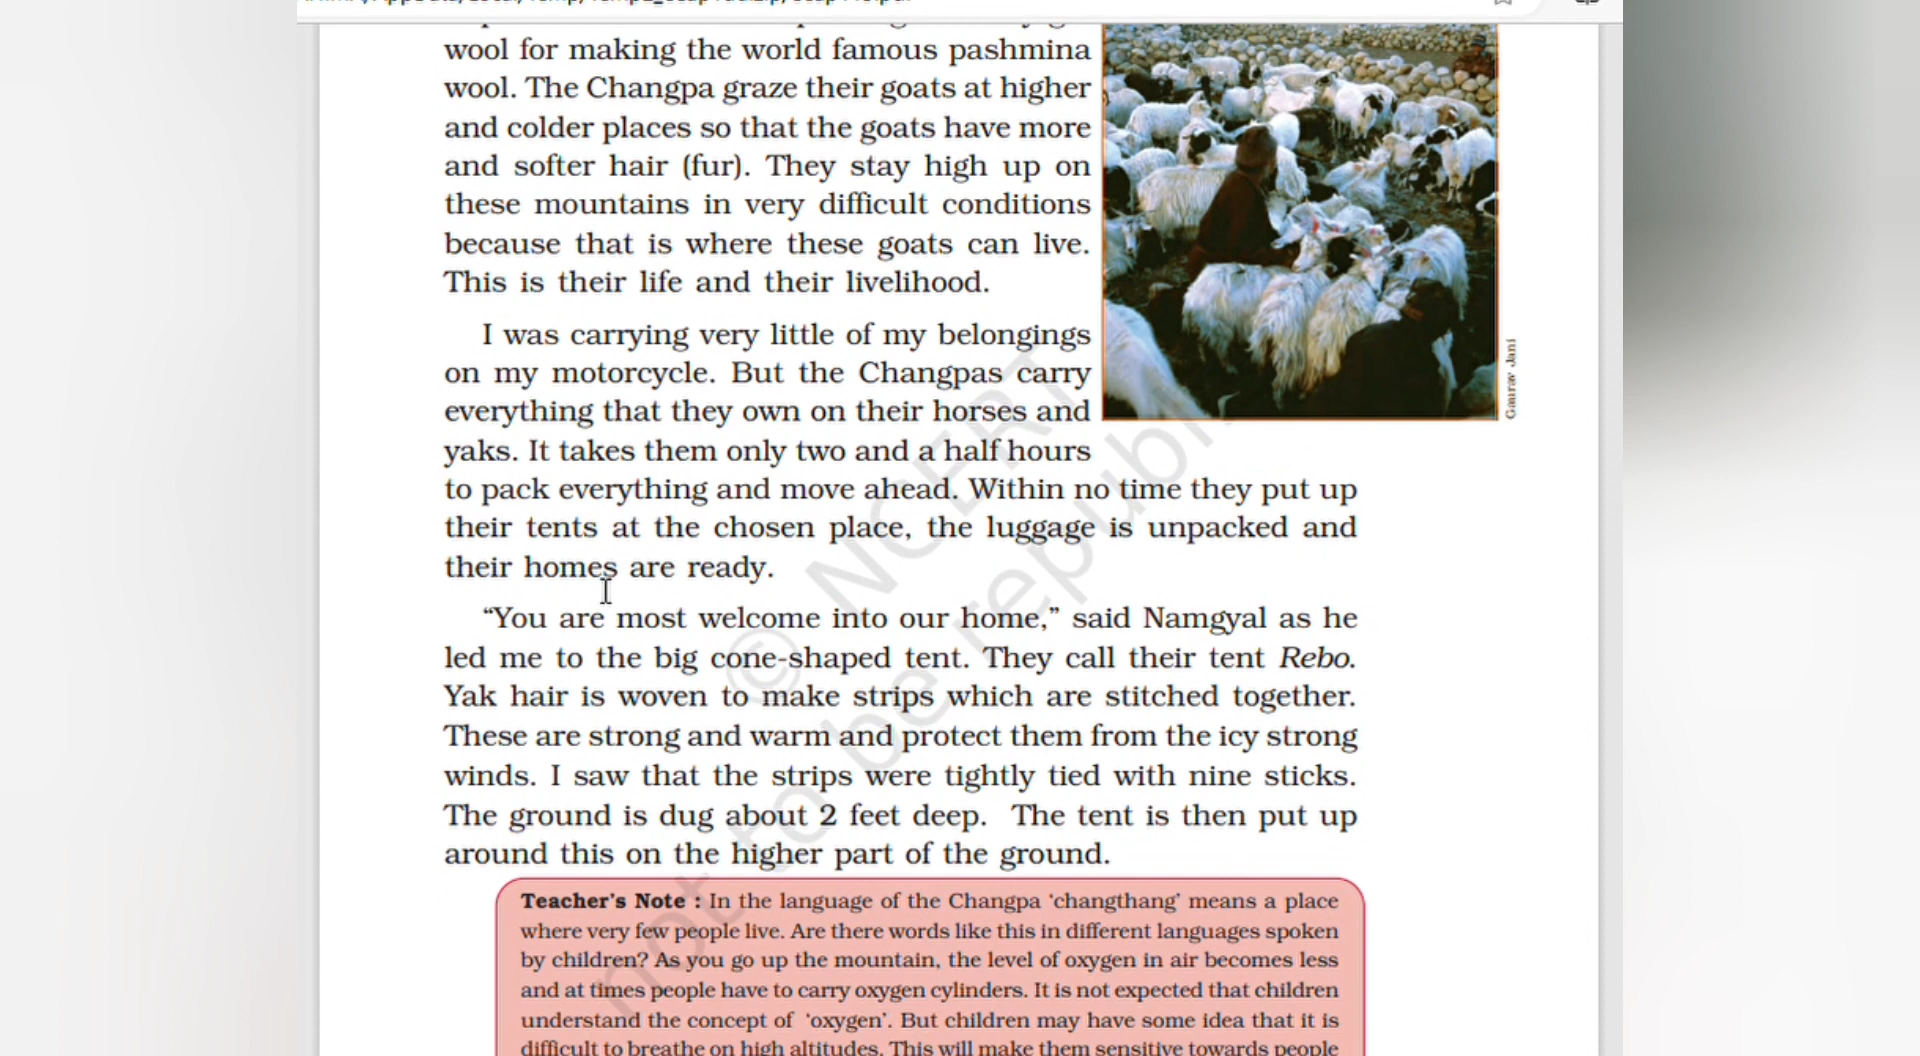 wool for making the world famous pashmina
wool. The Changpa graze their goats at higher
and colder places so that the goats have more
and softer hair (fur). They stay high up on
these mountains in very difficult conditions
because that is where these goats can live.
This is their life and their livelihood.
I was carrying very little of my belongings
on my motorcycle. But the Changpas carry
everything that they own on their horses and
yaks. It takes them only two and a half hours
to pack everything and move ahead. Within no time they put up
their tents at the chosen place, the luggage is unpacked and
their homes are ready.
“You are most welcome into our home,” said Namgyal as he
led me to the big cone-shaped tent. They call their tent Rebo.
Yak hair is woven to make strips which are stitched together.
These are strong and warm and protect them from the icy strong
winds. I saw that the strips were tightly tied with nine sticks.
The ground is dug about 2 feet deep. The tent is then put up
around this on the higher part of the ground.
Gaurav Jani
© NCERT
not to be
Teacher's Note : In the language of the Changpa ‘changthang’ means a place
where very few people live. Are there words like this in different languages spoken
by children? As you go up the mountain, the level of oxygen in air becomes less
and at times people have to carry oxygen cylinders. It is not expected that children
understand the concept of ‘oxygen’. But children may have some idea that it is
difficult to breathe on high altitudes. This will make them sensitive towards people